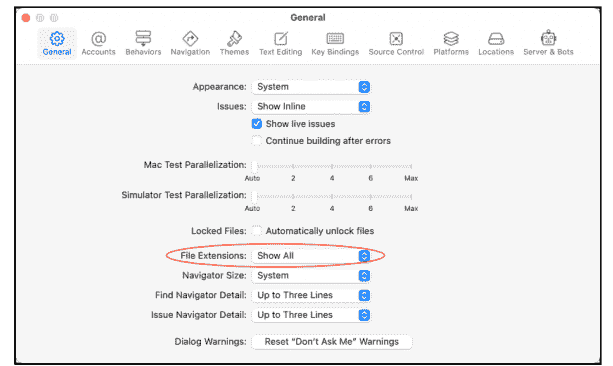 General
General Accounts Behaviors Navigation Themes Text Editing Key Bindings Source Control Platforms Locations Server & Bots
Appearance: System
Issues: Show Inline
Show live issues
Continue building after errors
Mac Test Parallelization:
Auto 2 4 6 Max
Simulator Test Parallelization:
Auto 2 4 6 Max
Locked Files: Automatically unlock files
File Extensions: Show All
Navigator Size: System
Find Navigator Detail: Up to Three Lines
Issue Navigator Detail: Up to Three Lines
Dialog Warnings: Reset “Don’t Ask Me” Warnings